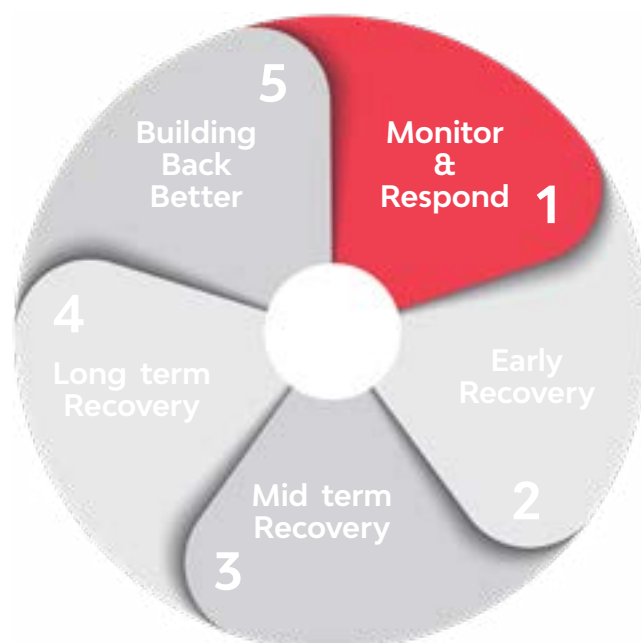 Monitor
&
Respond
1
Early
Recovery
2
Mid term
Recovery
3
4
Long term
Recovery
5
Building
Back
Better